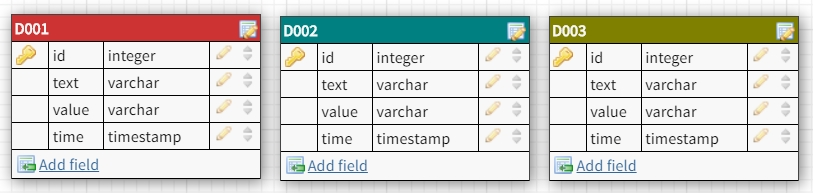 D001
id integer
text varchar
value varchar
time timestamp
Add field
D002
id integer
text varchar
value varchar
time timestamp
Add field
D003
id integer
text varchar
value varchar
time timestamp
Add field